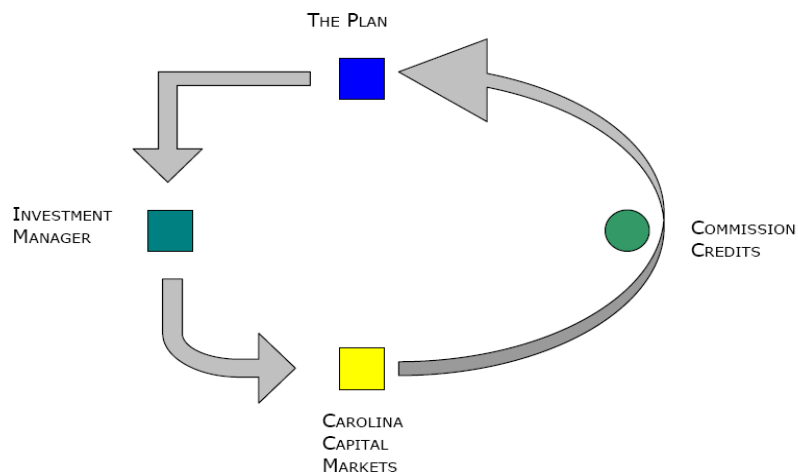 The Plan
Investment
Manager
Commission
Credits
Carolina
Capital
Markets